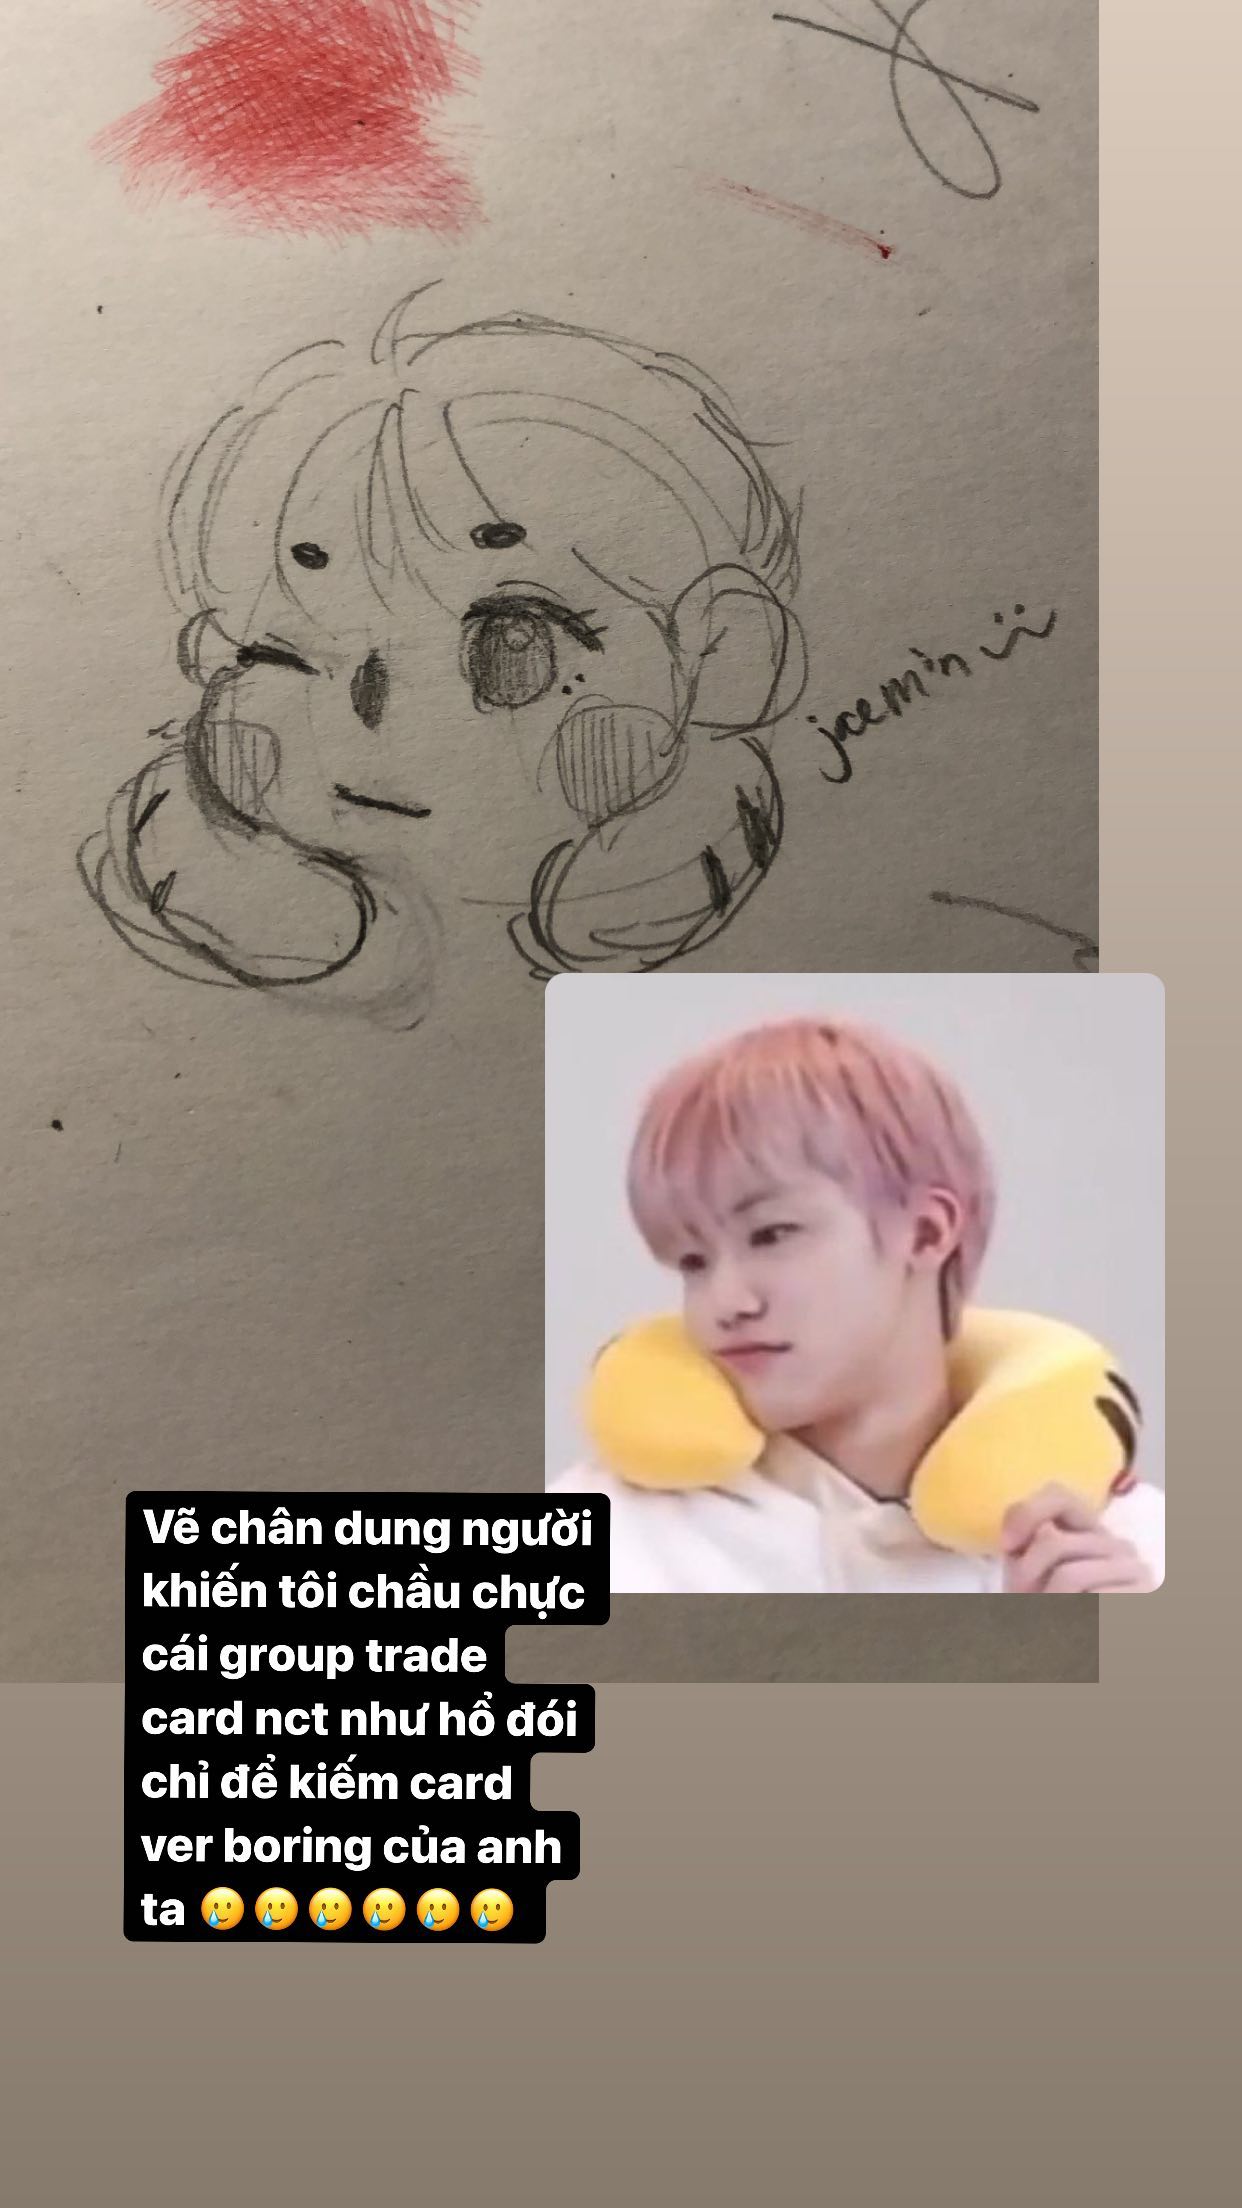 jaemin
Vẽ chân dung người
khiến tôi chầu chực
cái group trade
card nct như hổ đói
chỉ để kiếm card
ver boring của anh
ta 🥲🥲🥲🥲🥲🥲